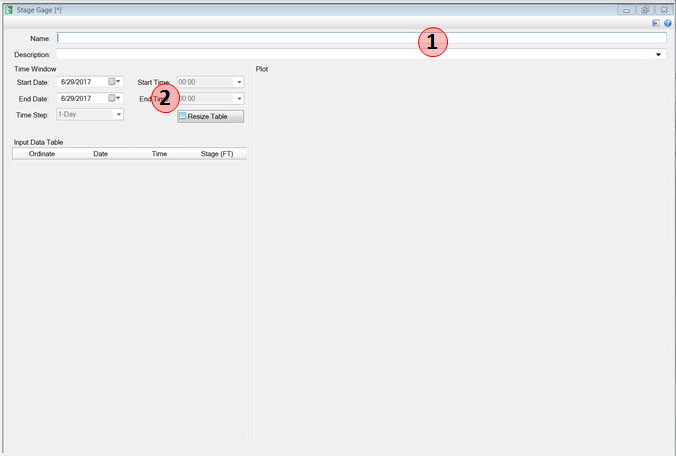 Stage Gage [*]
Name:
1
Description:
Time Window
Plot
Start Date: 6/29/2017 Start Time: 00:00
End Date: 6/29/2017 End Time: 00:00
2
Time Step: 1-Day Resize Table
Input Data Table
Ordinate Date Time Stage (FT)